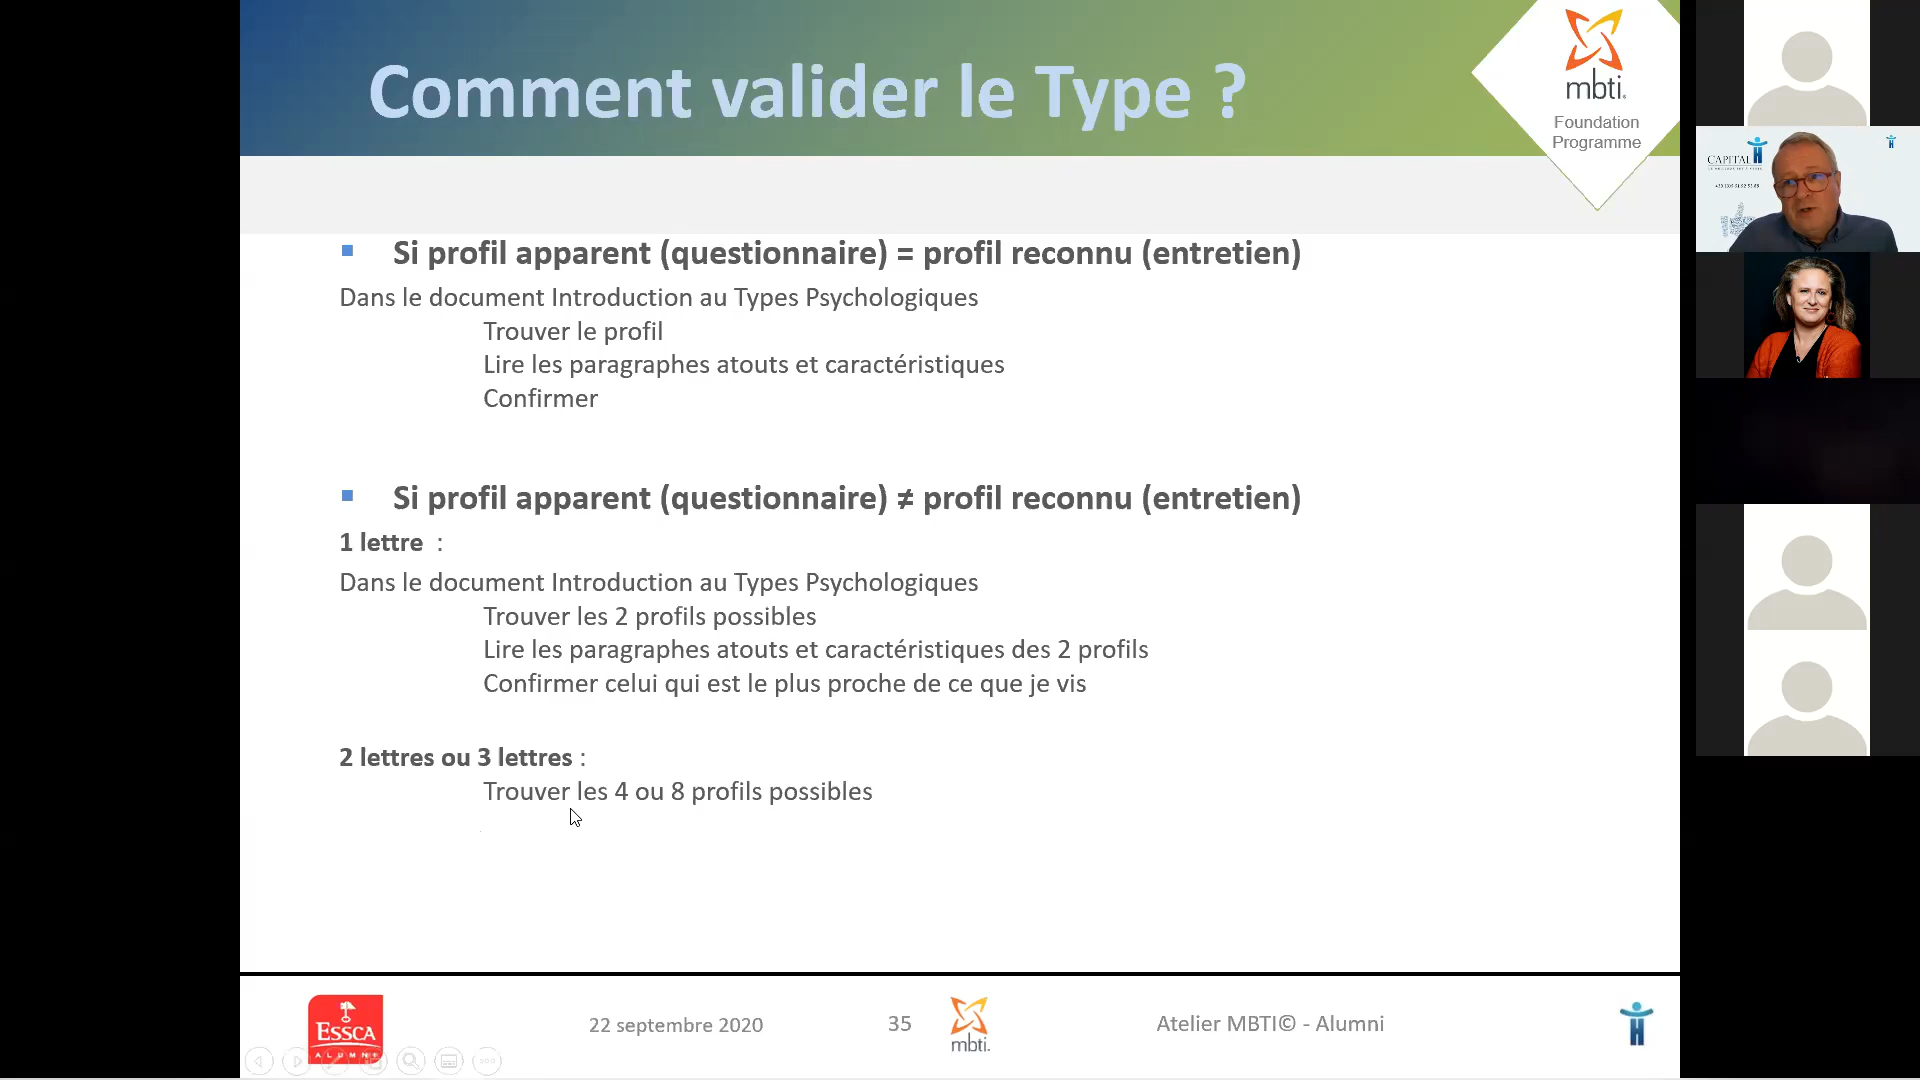 Comment valider le Type ?
mbti.
Foundation
Programme
CAPITAL
Si profil apparent (questionnaire) = profil reconnu (entretien)
Dans le document Introduction au Types Psychologiques
Trouver le profil
Lire les paragraphes atouts et caractéristiques
Confirmer
Si profil apparent (questionnaire) ≠ profil reconnu (entretien)
1 lettre :
Dans le document Introduction au Types Psychologiques
Trouver les 2 profils possibles
Lire les paragraphes atouts et caractéristiques des 2 profils
Confirmer celui qui est le plus proche de ce que je vis
2 lettres ou 3 lettres :
Trouver les 4 ou 8 profils possibles
ESSCA
ALUMNI
22 septembre 2020
35
mbti.
Atelier MBTI© - Alumni